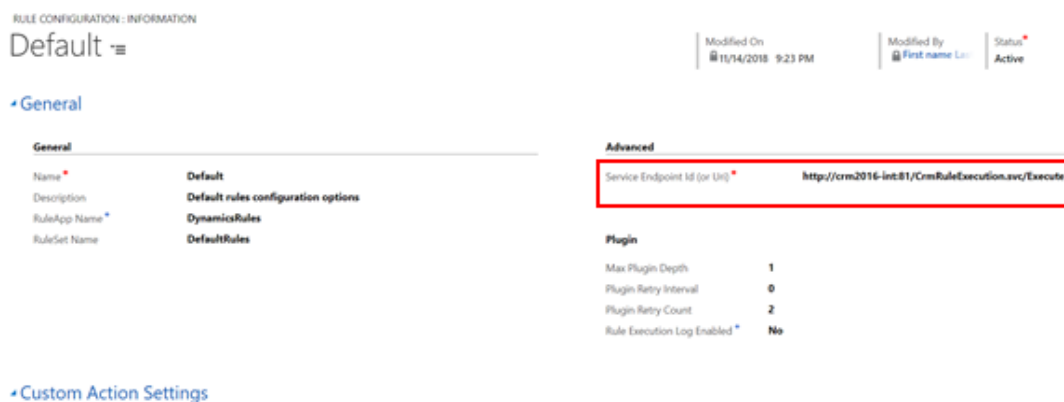 RULE CONFIGURATION : INFORMATION
Default
Modified On
11/14/2018 9:23 PM
Modified By
First name
Status*
Active
General
General
Name*
Default
Description
Default rules configuration options
RuleApp Name+
DynamicsRules
RuleSet Name
DefaultRules
Advanced
Service Endpoint Id (or Uri)*
http://crm2016-int:81/CrmRuleExecution.svc/Execute
Plugin
Max Plugin Depth
1
Plugin Retry Interval
0
Plugin Retry Count
2
Rule Execution Log Enabled+
No
Custom Action Settings